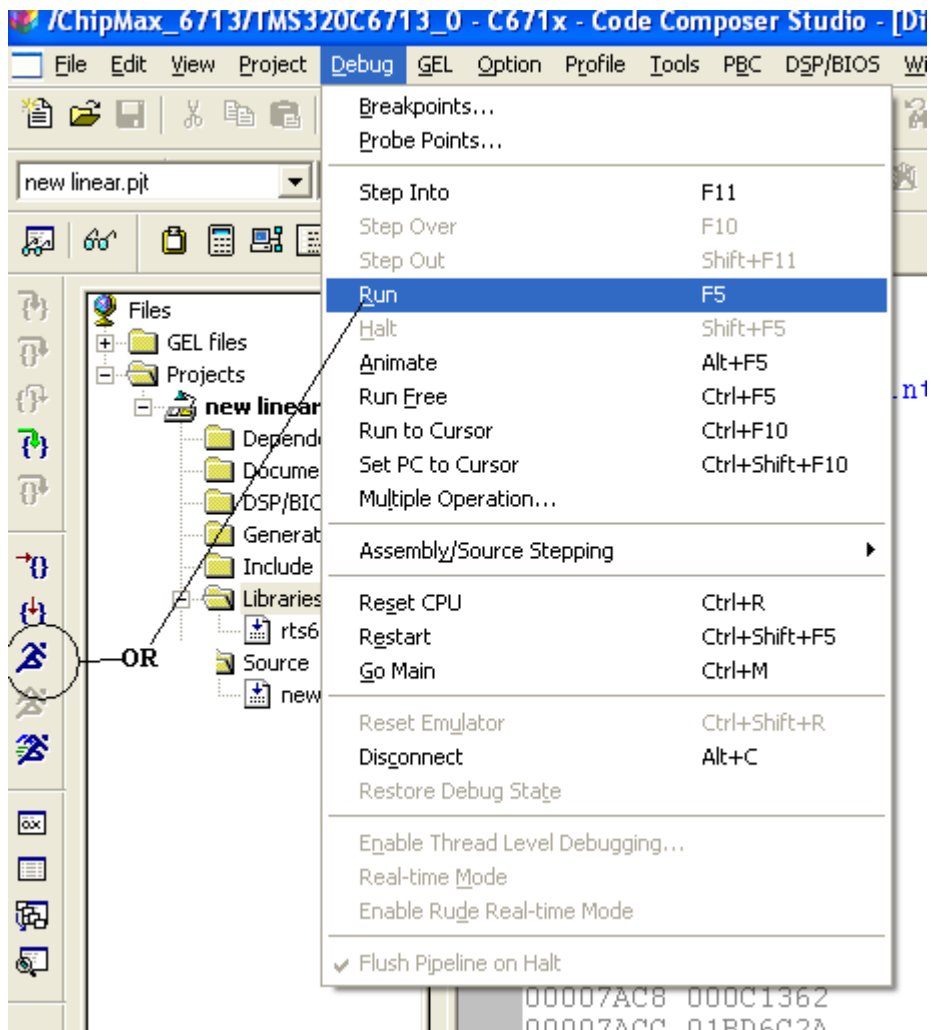 /ChipMax_6713/TMS320C6713_0 - C671x - Code Composer Studio - [Di
File Edit View Project Debug GEL Option Profile Tools PBC DSP/BIOS Wi
new linear.pjt
Breakpoints...
Probe Points...
Step Into F11
Step Over F10
Step Out Shift+F11
Run F5
Halt Shift+F5
Animate Alt+F5
Run Free Ctrl+F5
Run to Cursor Ctrl+F10
Set PC to Cursor Ctrl+Shift+F10
Multiple Operation...
Assembly/Source Stepping
Reset CPU Ctrl+R
Restart Ctrl+Shift+F5
Go Main Ctrl+M
Reset Emulator Ctrl+Shift+R
Disconnect Alt+C
Restore Debug State
Enable Thread Level Debugging...
Real-time Mode
Enable Rude Real-time Mode
Flush Pipeline on Halt
Files
GEL files
Projects
new linear
Depend
Docume
DSP/BIO
Generat
Include
Libraries
rts6
Source
new
OR
00007AC8 000C1362
00007ACC 01BD6C2A